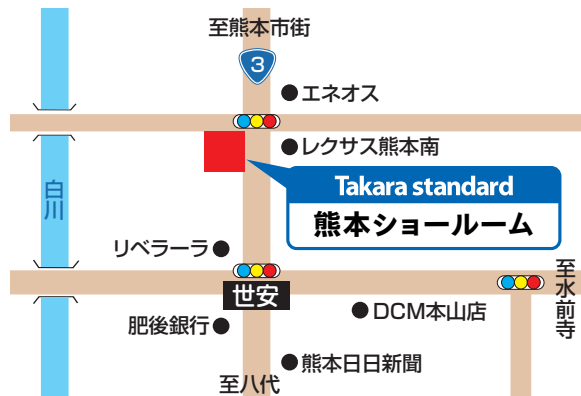 至熊本市街
3
エネオス
レクサス熊本南
Takara standard
熊本ショールーム
白川
リベラーラ
世安
至水前寺
肥後銀行
DCM本山店
熊本日日新聞
至八代